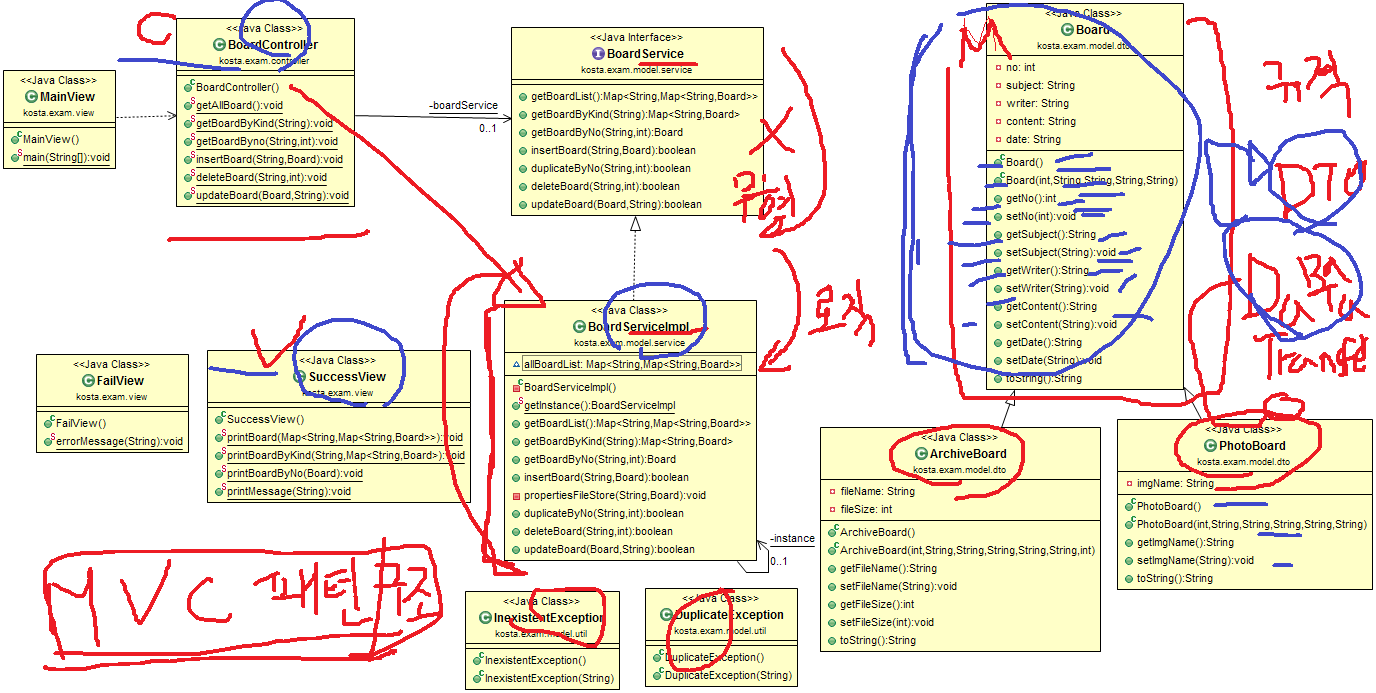 <<Java Class>>
MainView
kosta.exam.view
MainView()
main(String[]):void
C
<<Java Class>>
BoardController
kosta.exam.controller
BoardController()
getAllBoard():void
getBoardByKind(String):void
getBoardByno(String,int):void
insertBoard(String,Board):void
deleteBoard(String,int):void
updateBoard(Board,String):void
-boardService
0..1
<<Java Interface>>
BoardService
kosta.exam.model.service
getBoardList():Map<String,Map<String,Board>>
getBoardByKind(String):Map<String,Board>
getBoardByNo(String,int):Board
insertBoard(String,Board):boolean
duplicateByNo(String,int):boolean
deleteBoard(String,int):boolean
updateBoard(Board,String):boolean
M
<<Java Class>>
Board
kosta.exam.model.dto
no: int
subject: String
writer: String
content: String
date: String
Board()
Board(int,String,String,String,String)
getNo():int
setNo(int):void
getSubject():String
setSubject(String):void
getWriter():String
setWriter(String):void
getContent():String
setContent(String):void
getDate():String
setDate(String):void
toString():String
규칙
DTO
로직
<<Java Class>>
FailView
kosta.exam.view
FailView()
errorMessage(String):void
<<Java Class>>
SuccessView
kosta.exam.view
SuccessView()
printBoard(Map<String,Map<String,Board>>):void
printBoardByKind(String,Map<String,Board>):void
printBoardByNo(Board):void
printMessage(String):void
<<Java Class>>
BoardServiceImpl
kosta.exam.model.service
allBoardList: Map<String,Map<String,Board>>
BoardServiceImpl()
getInstance():BoardServiceImpl
getBoardList():Map<String,Map<String,Board>>
getBoardByKind(String):Map<String,Board>
getBoardByNo(String,int):Board
insertBoard(String,Board):boolean
propertiesFileStore(String,Board):void
duplicateByNo(String,int):boolean
deleteBoard(String,int):boolean
updateBoard(Board,String):boolean
-instance
0..1
<<Java Class>>
ArchiveBoard
kosta.exam.model.dto
fileName: String
fileSize: int
ArchiveBoard()
ArchiveBoard(int,String,String,String,String,String,int)
getFileName():String
setFileName(String):void
getFileSize():int
setFileSize(int):void
toString():String
<<Java Class>>
PhotoBoard
kosta.exam.model.dto
imgName: String
PhotoBoard()
PhotoBoard(int,String,String,String,String,String)
getImgName():String
setImgName(String):void
toString():String
MVC 패턴 구조
<<Java Class>>
InexistentException
kosta.exam.model.util
InexistentException()
InexistentException(String)
<<Java Class>>
DuplicateException
kosta.exam.model.util
DuplicateException()
DuplicateException(String)